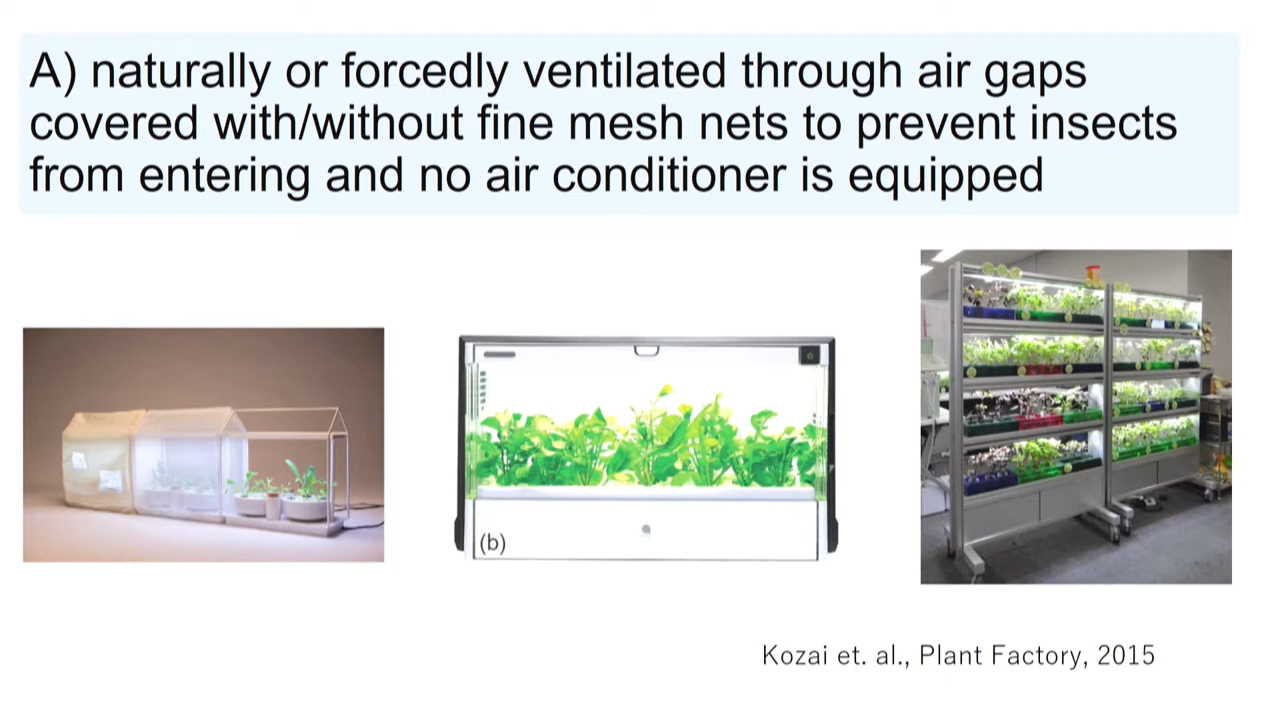 A) naturally or forcedly ventilated through air gaps
covered with/without fine mesh nets to prevent insects
from entering and no air conditioner is equipped
(b)
Kozai et. al., Plant Factory, 2015